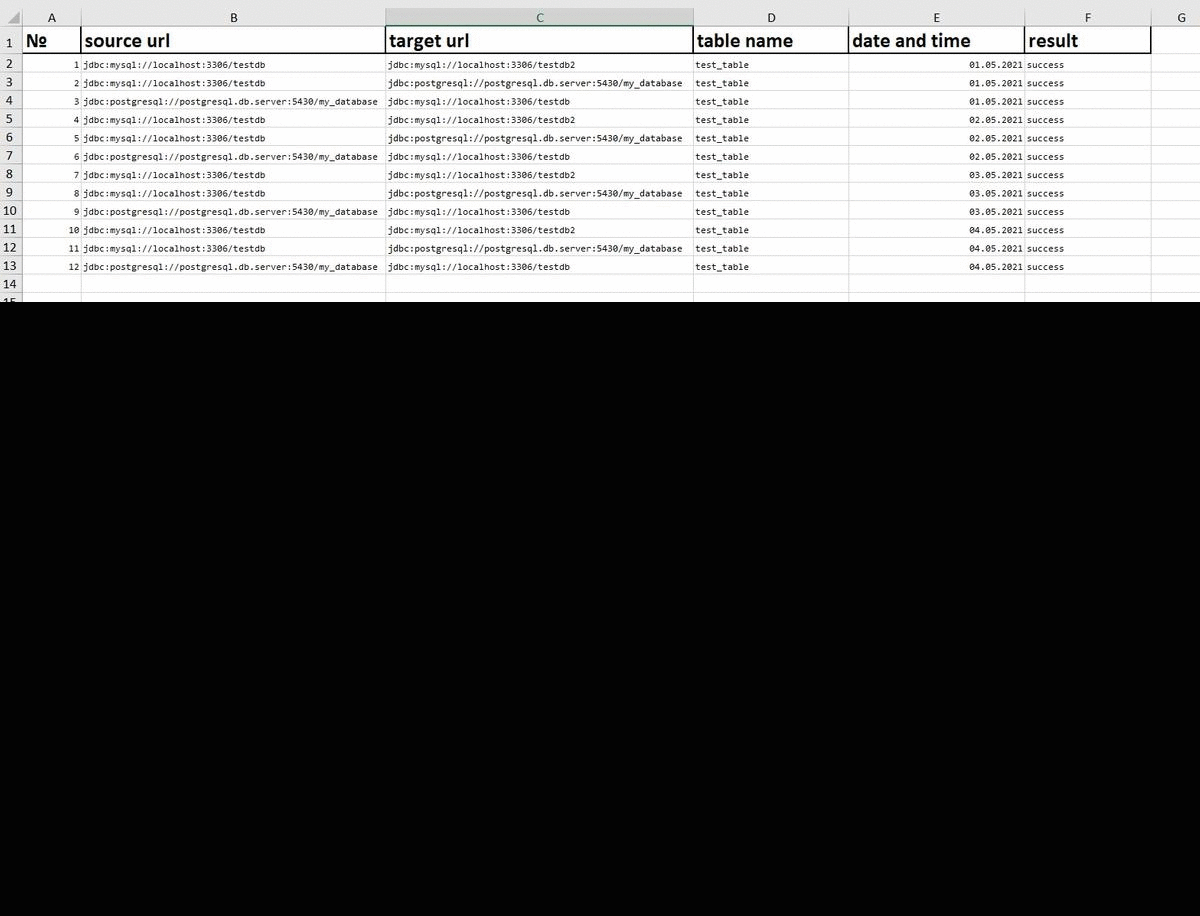 A B C D E F G
1 № source url target url table name date and time result
2 1 jdbc:mysql://localhost:3306/testdb jdbc:mysql://localhost:3306/testdb2 test_table 01.05.2021 success
3 2 jdbc:mysql://localhost:3306/testdb jdbc:postgresql://postgresql.db.server:5430/my_database test_table 01.05.2021 success
4 3 jdbc:postgresql://postgresql.db.server:5430/my_database jdbc:mysql://localhost:3306/testdb test_table 01.05.2021 success
5 4 jdbc:mysql://localhost:3306/testdb jdbc:mysql://localhost:3306/testdb2 test_table 02.05.2021 success
6 5 jdbc:mysql://localhost:3306/testdb jdbc:postgresql://postgresql.db.server:5430/my_database test_table 02.05.2021 success
7 6 jdbc:postgresql://postgresql.db.server:5430/my_database jdbc:mysql://localhost:3306/testdb test_table 02.05.2021 success
8 7 jdbc:mysql://localhost:3306/testdb jdbc:mysql://localhost:3306/testdb2 test_table 03.05.2021 success
9 8 jdbc:mysql://localhost:3306/testdb jdbc:postgresql://postgresql.db.server:5430/my_database test_table 03.05.2021 success
10 9 jdbc:postgresql://postgresql.db.server:5430/my_database jdbc:mysql://localhost:3306/testdb test_table 03.05.2021 success
11 10 jdbc:mysql://localhost:3306/testdb jdbc:mysql://localhost:3306/testdb2 test_table 04.05.2021 success
12 11 jdbc:mysql://localhost:3306/testdb jdbc:postgresql://postgresql.db.server:5430/my_database test_table 04.05.2021 success
13 12 jdbc:postgresql://postgresql.db.server:5430/my_database jdbc:mysql://localhost:3306/testdb test_table 04.05.2021 success
14